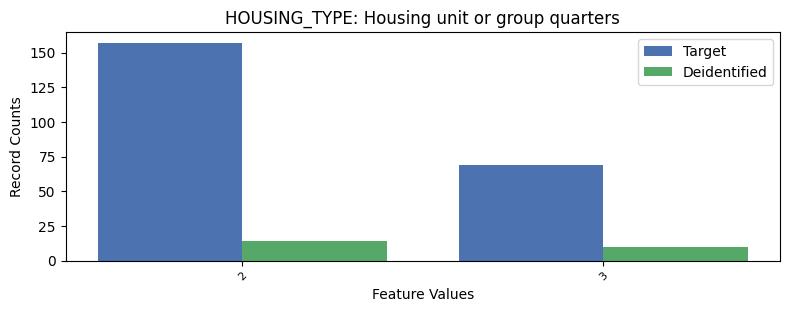 HOUSING_TYPE: Housing unit or group quarters
Target
Deidentified
Record Counts
150
125
100
75
50
25
0
2
3
Feature Values